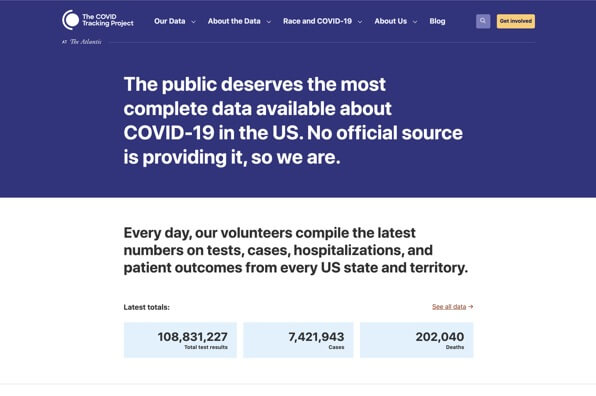 The COVID
Tracking Project
Our Data
About the Data
Race and COVID-19
About Us
Blog
Get involved
AT The Atlantic
The public deserves the most
complete data available about
COVID-19 in the US. No official source
is providing it, so we are.
Every day, our volunteers compile the latest
numbers on tests, cases, hospitalizations, and
patient outcomes from every US state and territory.
Latest totals:
See all data →
108,831,227
Total test results
7,421,943
Cases
202,040
Deaths